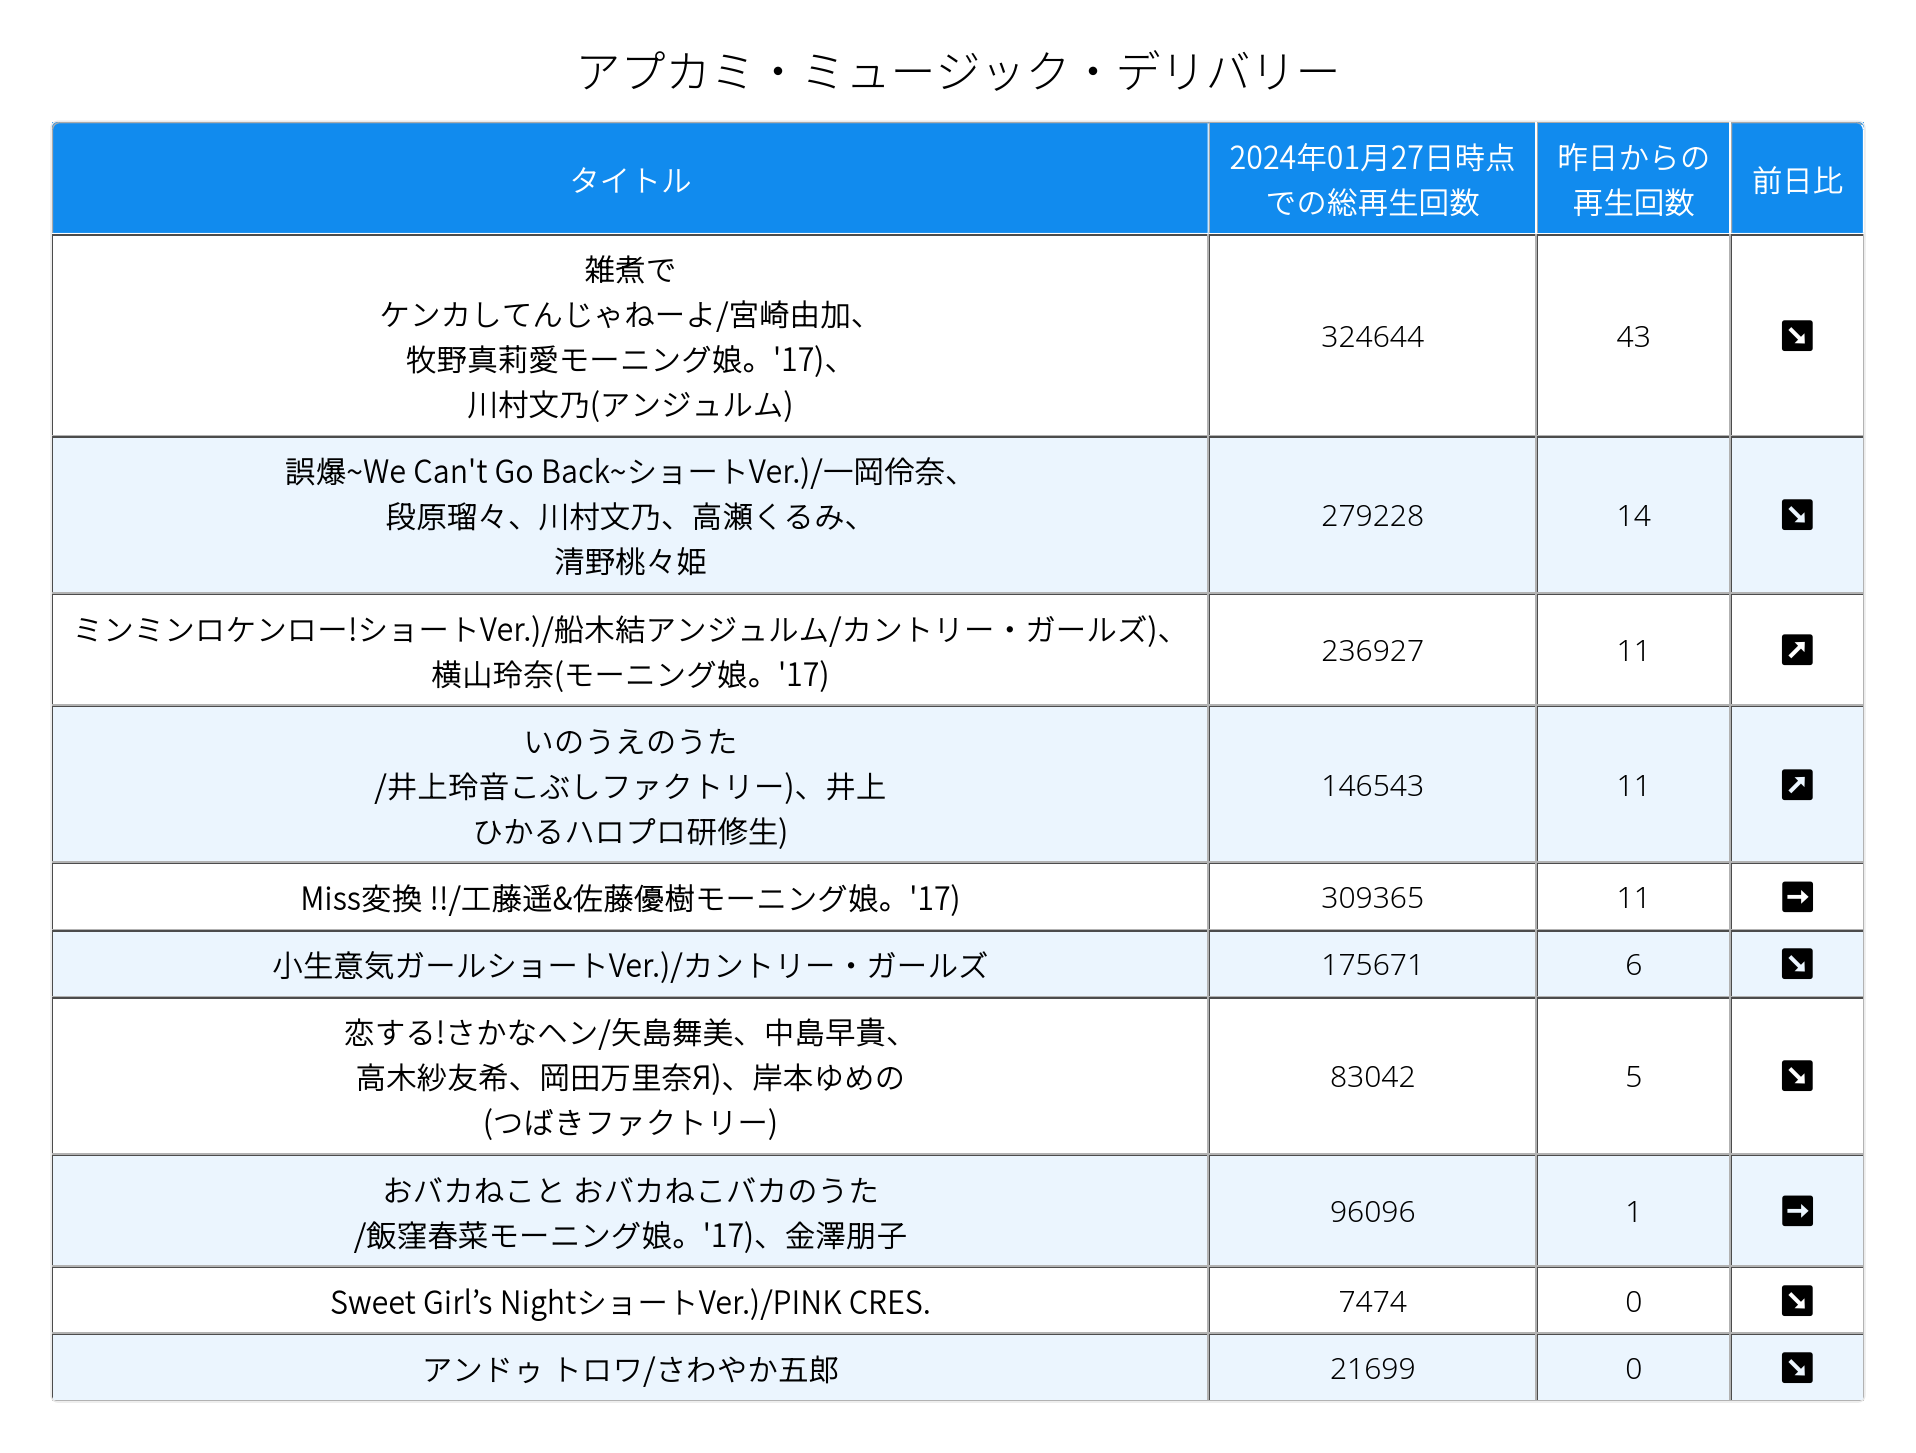 アプカミ・ミュージック・デリバリー
タイトル
2024年01月27日時点
での総再生回数
昨日からの
再生回数
前日比
雑煮で
ケンカしてんじゃねーよ/宮崎由加、
牧野真莉愛モーニング娘。'17)、
川村文乃(アンジュルム)
324644
43
↘
誤爆~We Can't Go Back~ショートVer.)/一岡伶奈、
段原瑠々、川村文乃、高瀬くるみ、
清野桃々姫
279228
14
↘
ミンミンロケンロー!ショートVer.)/船木結アンジュルム/カントリー・ガールズ)、
横山玲奈(モーニング娘。'17)
236927
11
↗
いのうえのうた
/井上玲音こぶしファクトリー)、井上
ひかるハロプロ研修生)
146543
11
↗
Miss変換 !!/工藤遥&佐藤優樹モーニング娘。'17)
309365
11
→
小生意気ガールショートVer.)/カントリー・ガールズ
175671
6
↘
恋する!さかなヘン/矢島舞美、中島早貴、
高木紗友希、岡田万里奈Я)、岸本ゆめの
(つばきファクトリー)
83042
5
↘
おバカねこと おバカねこバカのうた
/飯窪春菜モーニング娘。'17)、金澤朋子
96096
1
→
Sweet Girl’s NightショートVer.)/PINK CRES.
7474
0
↘
アンドゥ トロワ/さわやか五郎
21699
0
↘